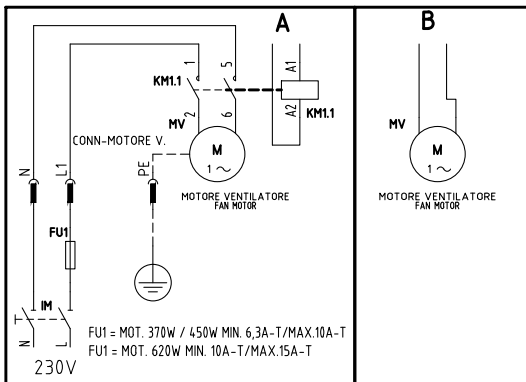 A
B
1
5
KM1.1
A1
A2
KM1.1
2
6
MV
M
1 ~
CONN-MOTORE V.
MOTORE VENTILATORE
FAN MOTOR
N
L1
PE
FU1
IM
N
L
230V
FU1 = MOT. 370W / 450W MIN. 6,3A-T/MAX.10A-T
FU1 = MOT. 620W MIN. 10A-T/MAX.15A-T
MV
M
1 ~
MOTORE VENTILATORE
FAN MOTOR